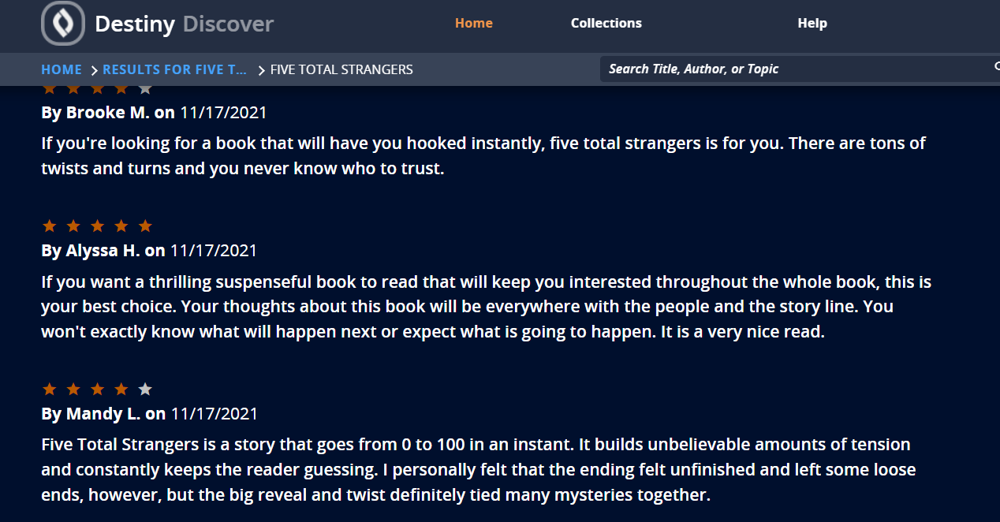 Destiny Discover Home Collections Help
HOME > RESULTS FOR FIVE T... > FIVE TOTAL STRANGERS Search Title, Author, or Topic
By Brooke M. on 11/17/2021
If you're looking for a book that will have you hooked instantly, five total strangers is for you. There are tons of
twists and turns and you never know who to trust.
By Alyssa H. on 11/17/2021
If you want a thrilling suspenseful book to read that will keep you interested throughout the whole book, this is
your best choice. Your thoughts about this book will be everywhere with the people and the story line. You
won't exactly know what will happen next or expect what is going to happen. It is a very nice read.
By Mandy L. on 11/17/2021
Five Total Strangers is a story that goes from 0 to 100 in an instant. It builds unbelievable amounts of tension
and constantly keeps the reader guessing. I personally felt that the ending felt unfinished and left some loose
ends, however, but the big reveal and twist definitely tied many mysteries together.